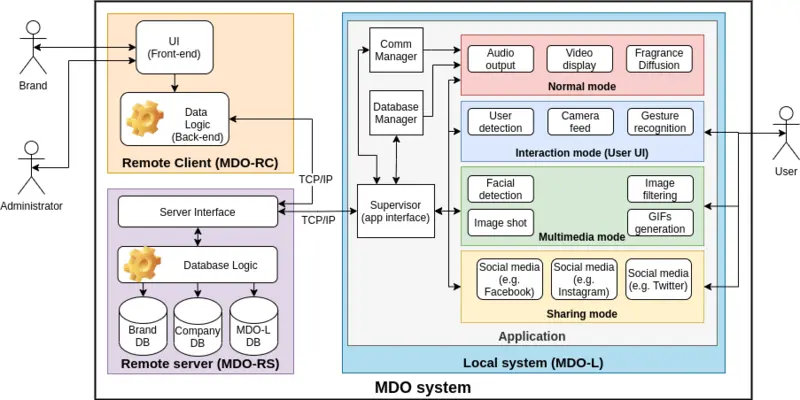 Brand
Administrator
UI
(Front-end)
Data
Logic
(Back-end)
Remote Client (MDO-RC)
TCP/IP
TCP/IP
Server Interface
Database Logic
Brand
DB
Company
DB
MDO-L
DB
Remote server (MDO-RS)
Comm
Manager
Database
Manager
Supervisor
(app interface)
Audio
output
Video
display
Fragrance
Diffusion
Normal mode
User
detection
Camera
feed
Gesture
recognition
Interaction mode (User UI)
Facial
detection
Image
filtering
Image shot
GIFs
generation
Multimedia mode
Social media
(e.g.
Facebook)
Social media
(e.g.
Instagram)
Social media
(e.g. Twitter)
Sharing mode
Application
Local system (MDO-L)
User
MDO system